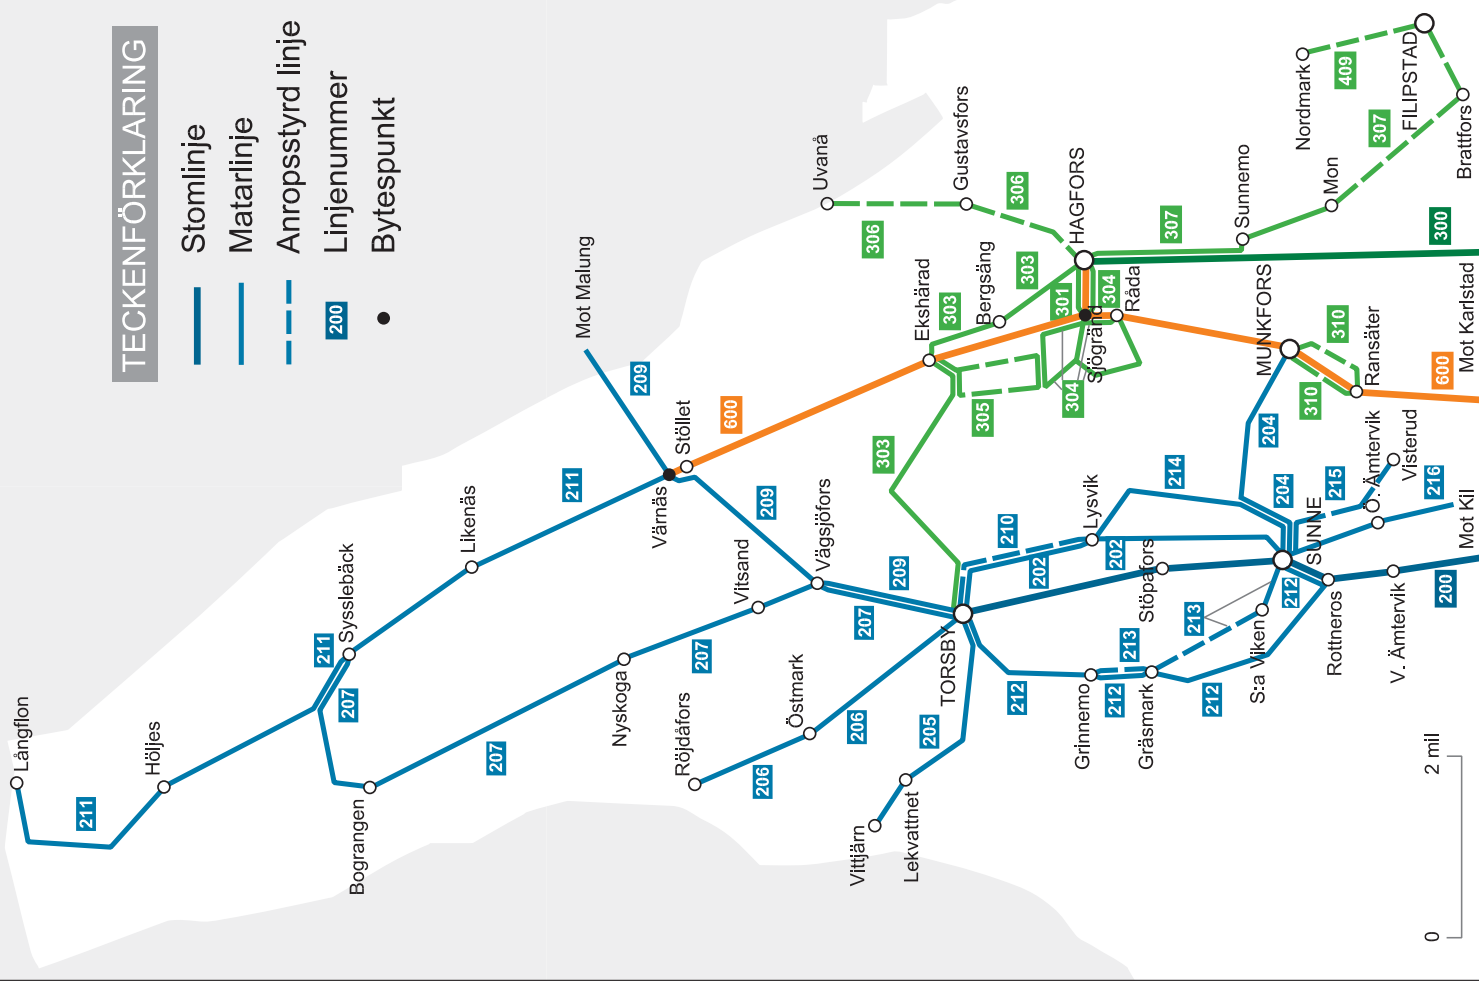 TECKENFÖRKLARING
Stomlinje
Matarlinje
Anropsstyrd linje
200
Linjenummer
Bytespunkt
Långflon
211
Höljes
211
207
Sysslebäck
Bograngen
207
Likenäs
211
Mot Malung
209
Värnäs
Stöllet
600
209
Nyskoga
207
Vitsand
Vägsjöfors
209
207
Röjdåfors
206
Östmark
206
Vittjärn
Lekvattnet
205
TORSBY
303
Uvanå
306
Gustavsfors
306
Ekshärad
303
Bergsäng
303
HAGFORS
301
304
Råda
Sjögränd
304
305
307
Sunnemo
300
Mon
307
Nordmark
409
FILIPSTAD
Brattfors
MUNKFORS
310
310
Ransäter
600
Mot Karlstad
204
204
214
Lysvik
210
202
202
Stöpafors
SUNNE
215
Ö. Ämtervik
Visterud
216
Mot Kil
212
213
213
212
Grinnemo
212
Gräsmark
212
S:a Viken
Rottneros
V. Ämtervik
200
0
2 mil